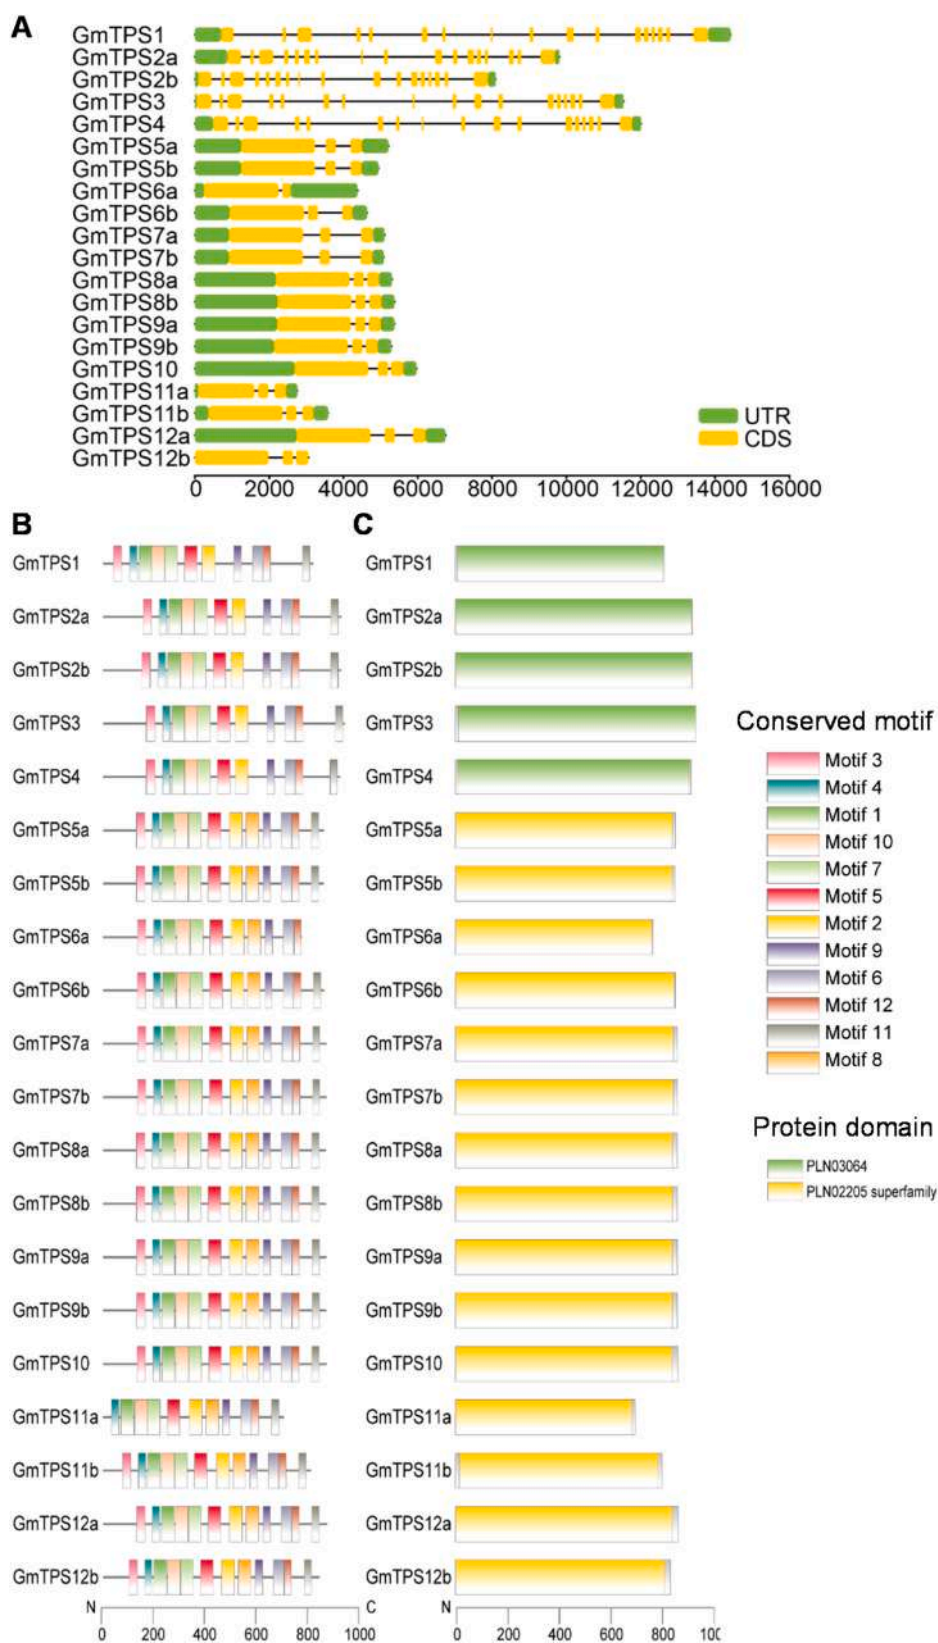 A
GmTPS1
GmTPS2a
GmTPS2b
GmTPS3
GmTPS4
GmTPS5a
GmTPS5b
GmTPS6a
GmTPS6b
GmTPS7a
GmTPS7b
GmTPS8a
GmTPS8b
GmTPS9a
GmTPS9b
GmTPS10
GmTPS11a
GmTPS11b
GmTPS12a
GmTPS12b
UTR
CDS
0 2000 4000 6000 8000 10000 12000 14000 16000
B
GmTPS1
GmTPS2a
GmTPS2b
GmTPS3
GmTPS4
GmTPS5a
GmTPS5b
GmTPS6a
GmTPS6b
GmTPS7a
GmTPS7b
GmTPS8a
GmTPS8b
GmTPS9a
GmTPS9b
GmTPS10
GmTPS11a
GmTPS11b
GmTPS12a
GmTPS12b
N C
0 200 400 600 800 1000
C
GmTPS1
GmTPS2a
GmTPS2b
GmTPS3
GmTPS4
GmTPS5a
GmTPS5b
GmTPS6a
GmTPS6b
GmTPS7a
GmTPS7b
GmTPS8a
GmTPS8b
GmTPS9a
GmTPS9b
GmTPS10
GmTPS11a
GmTPS11b
GmTPS12a
GmTPS12b
N
0 200 400 600 800 100
Conserved motif
Motif 3
Motif 4
Motif 1
Motif 10
Motif 7
Motif 5
Motif 2
Motif 9
Motif 6
Motif 12
Motif 11
Motif 8
Protein domain
PLN03064
PLN02205 superfamily